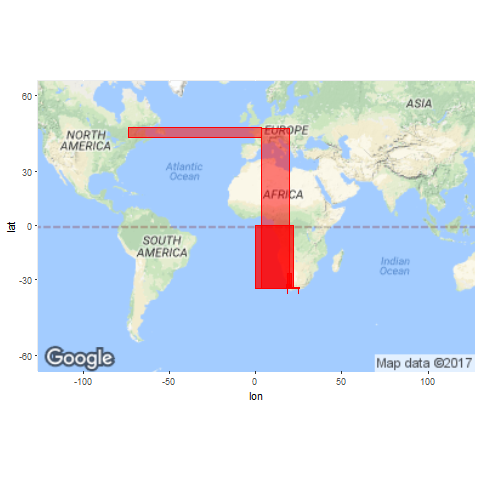 60
ASIA
EUROPE
NORTH
AMERICA
30
Atlantic
Ocean
AFRICA
lat
0
SOUTH
AMERICA
Indian
Ocean
-30
-60
Google
Map data ©2017
-100
-50
0
50
100
lon